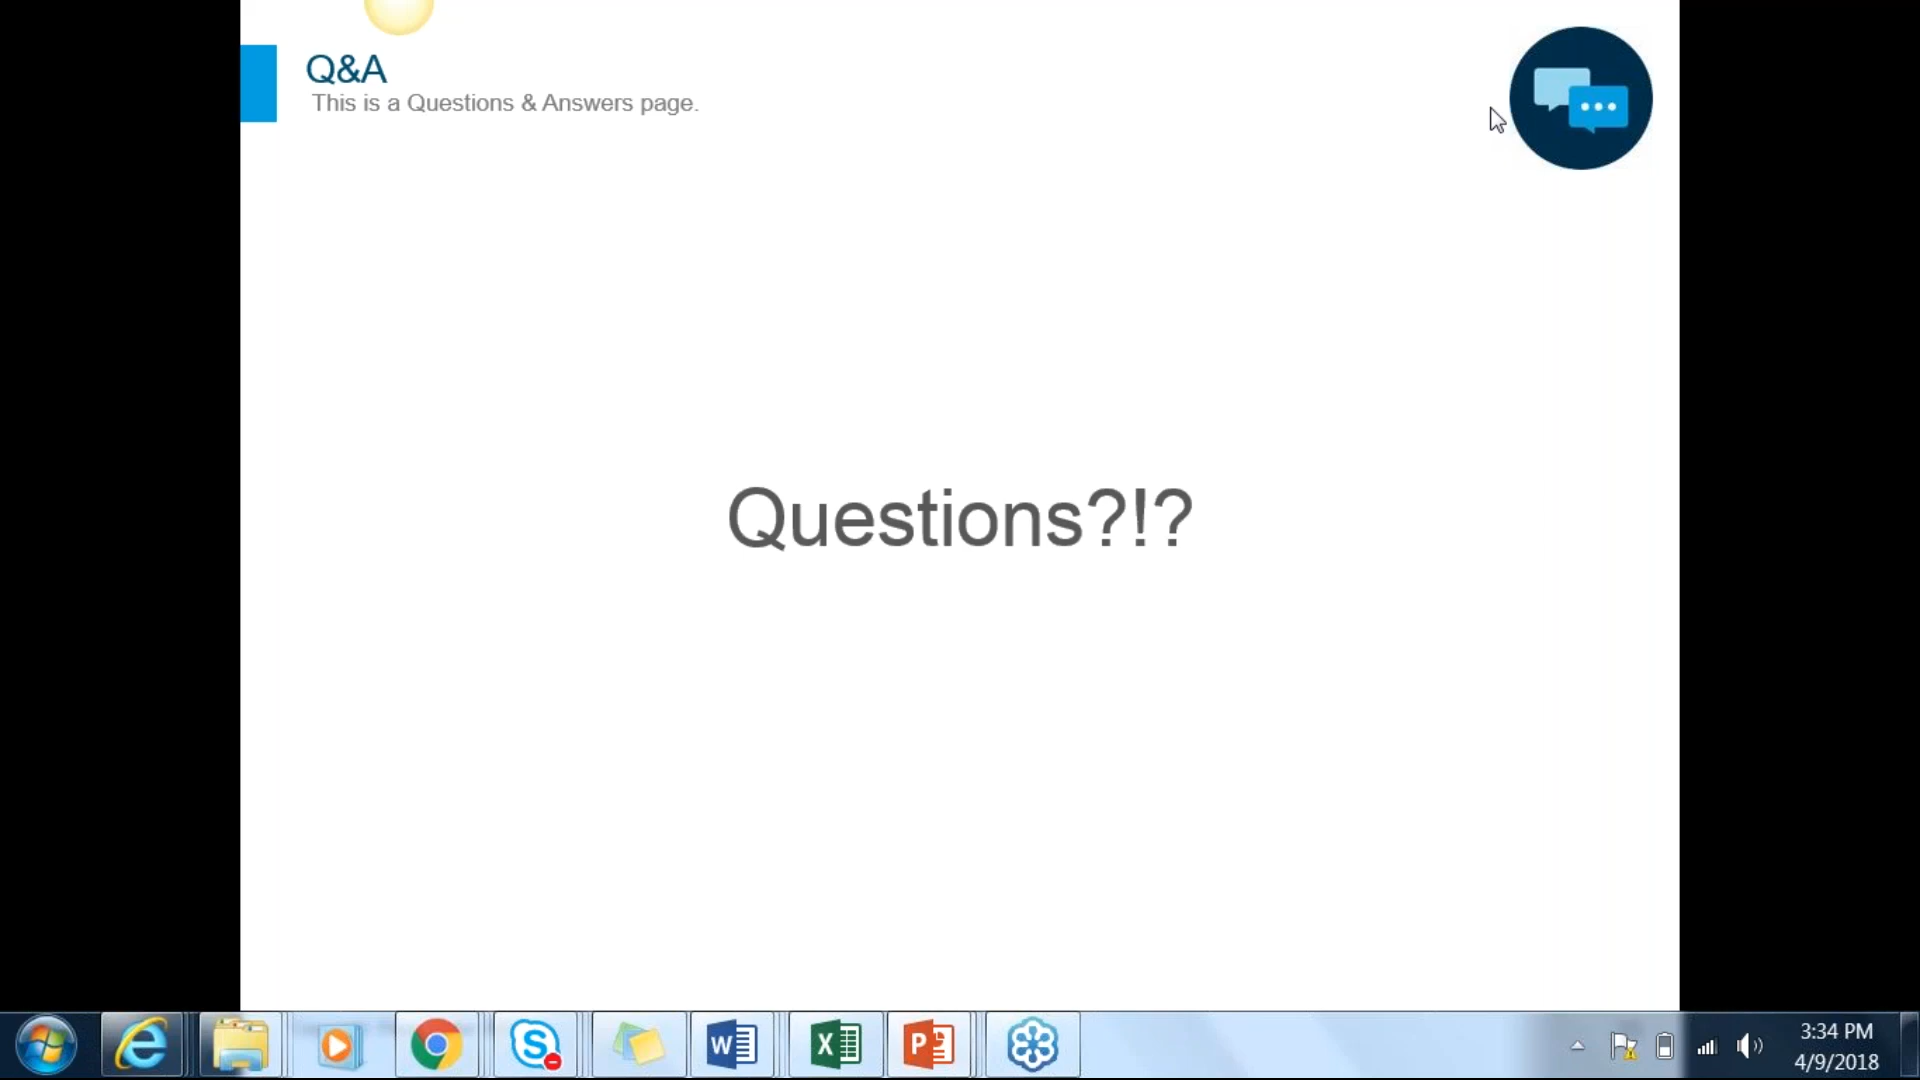 Q&A
This is a Questions & Answers page.
Questions?!?
3:34 PM
4/9/2018